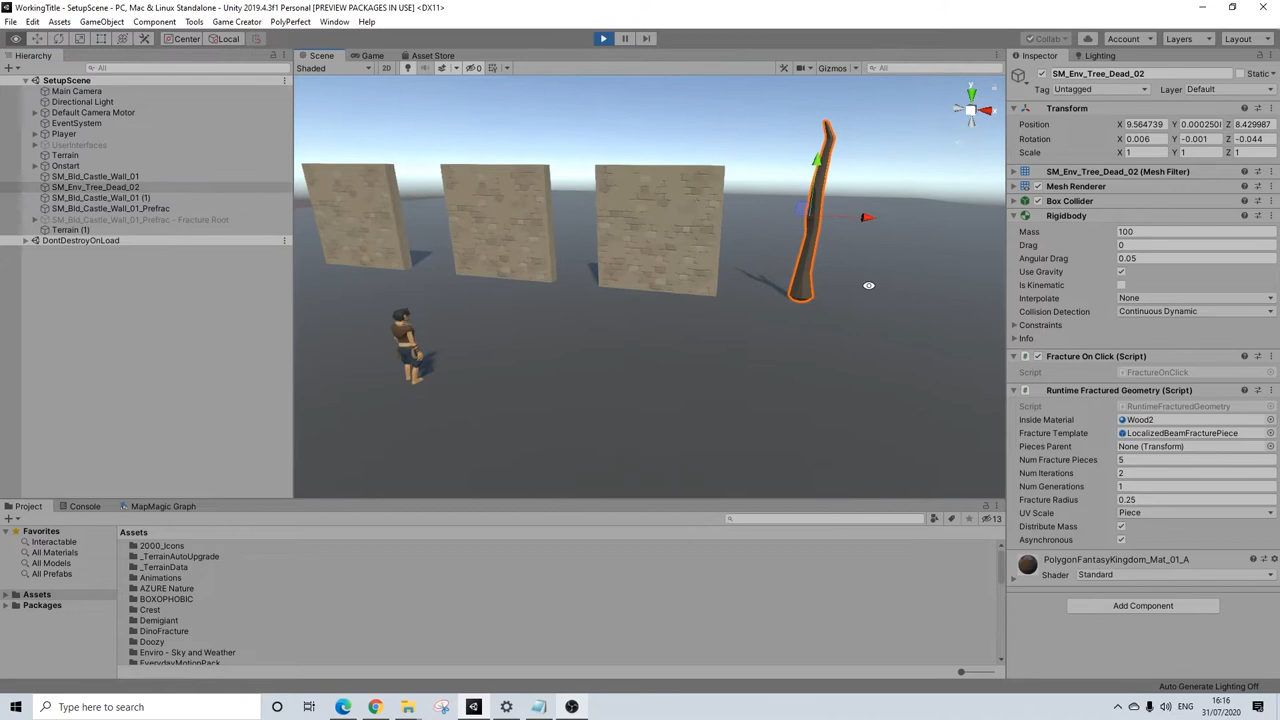 WorkingTitle - SetupScene - PC, Mac & Linux Standalone - Unity 2019.4.3f1 Personal [PREVIEW PACKAGES IN USE] <DX11>
File Edit Assets GameObject Component Tools Game Creator PolyPerfect Window Help
Center Local Collab Account Layers Layout
Hierarchy
All
SetupScene
Main Camera
Directional Light
Default Camera Motor
EventSystem
Player
UserInterfaces
Terrain
Onstart
SM_Bld_Castle_Wall_01
SM_Env_Tree_Dead_02
SM_Bld_Castle_Wall_01 (1)
SM_Bld_Castle_Wall_01_Prefrac
SM_Bld_Castle_Wall_01_Prefrac - Fracture Root
Terrain (1)
DontDestroyOnLoad
Scene Game Asset Store
Shaded 2D 0 Gizmos All
y
x
Inspector Lighting
SM_Env_Tree_Dead_02 Static
Tag Untagged Layer Default
Transform
Position X 9.564739 Y 0.0002508 Z 8.429987
Rotation X 0.006 Y -0.001 Z -0.044
Scale X 1 Y 1 Z 1
SM_Env_Tree_Dead_02 (Mesh Filter)
Mesh Renderer
Box Collider
Rigidbody
Mass 100
Drag 0
Angular Drag 0.05
Use Gravity
Is Kinematic
Interpolate None
Collision Detection Continuous Dynamic
Constraints
Info
Fracture On Click (Script)
Script FractureOnClick
Runtime Fractured Geometry (Script)
Script RuntimeFracturedGeometry
Inside Material Wood2
Fracture Template LocalizedBeamFracturePiece
Pieces Parent None (Transform)
Num Fracture Pieces 5
Num Iterations 2
Num Generations 1
Fracture Radius 0.25
UV Scale Piece
Distribute Mass
Asynchronous
PolygonFantasyKingdom_Mat_01_A
Shader Standard
Add Component
Project Console MapMagic Graph
13
Favorites
Interactable
All Materials
All Models
All Prefabs
Assets
Packages
Assets
2000_Icons
_TerrainAutoUpgrade
_TerrainData
Animations
AZURE Nature
BOXOPHOBIC
Crest
Demigiant
DinoFracture
Doozy
Enviro - Sky and Weather
EverydayMotionPack
Auto Generate Lighting Off
Type here to search
ENG
16:16
31/07/2020